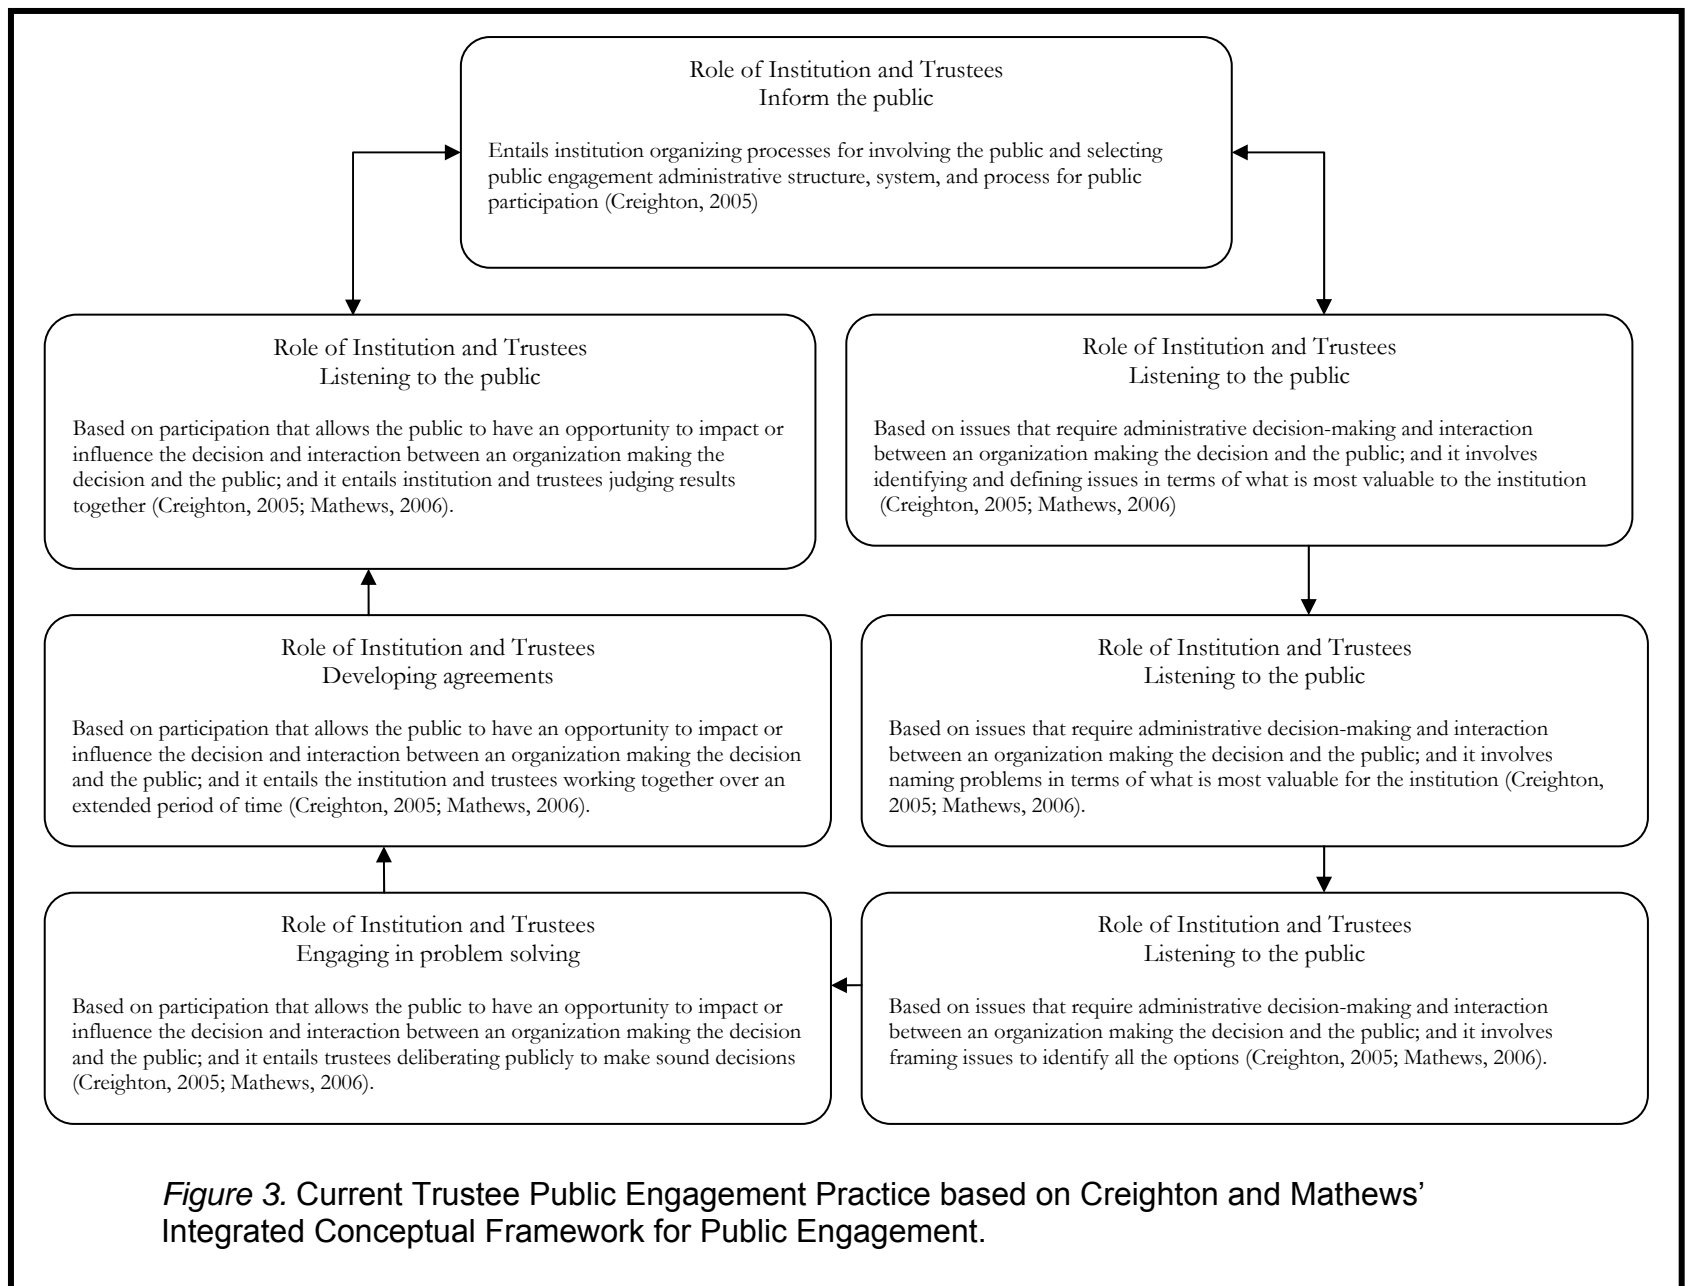 Role of Institution and Trustees
Inform the public
Entails institution organizing processes for involving the public and selecting
public engagement administrative structure, system, and process for public
participation (Creighton, 2005)
Role of Institution and Trustees
Listening to the public
Based on participation that allows the public to have an opportunity to impact or
influence the decision and interaction between an organization making the
decision and the public; and it entails institution and trustees judging results
together (Creighton, 2005; Mathews, 2006).
Role of Institution and Trustees
Listening to the public
Based on issues that require administrative decision-making and interaction
between an organization making the decision and the public; and it involves
identifying and defining issues in terms of what is most valuable to the institution
(Creighton, 2005; Mathews, 2006)
Role of Institution and Trustees
Developing agreements
Based on participation that allows the public to have an opportunity to impact or
influence the decision and interaction between an organization making the decision
and the public; and it entails the institution and trustees working together over an
extended period of time (Creighton, 2005; Mathews, 2006).
Role of Institution and Trustees
Listening to the public
Based on issues that require administrative decision-making and interaction
between an organization making the decision and the public; and it involves
naming problems in terms of what is most valuable for the institution (Creighton,
2005; Mathews, 2006).
Role of Institution and Trustees
Engaging in problem solving
Based on participation that allows the public to have an opportunity to impact or
influence the decision and interaction between an organization making the decision
and the public; and it entails trustees deliberating publicly to make sound decisions
(Creighton, 2005; Mathews, 2006).
Role of Institution and Trustees
Listening to the public
Based on issues that require administrative decision-making and interaction
between an organization making the decision and the public; and it involves
framing issues to identify all the options (Creighton, 2005; Mathews, 2006).
Figure 3. Current Trustee Public Engagement Practice based on Creighton and Mathews’
Integrated Conceptual Framework for Public Engagement.